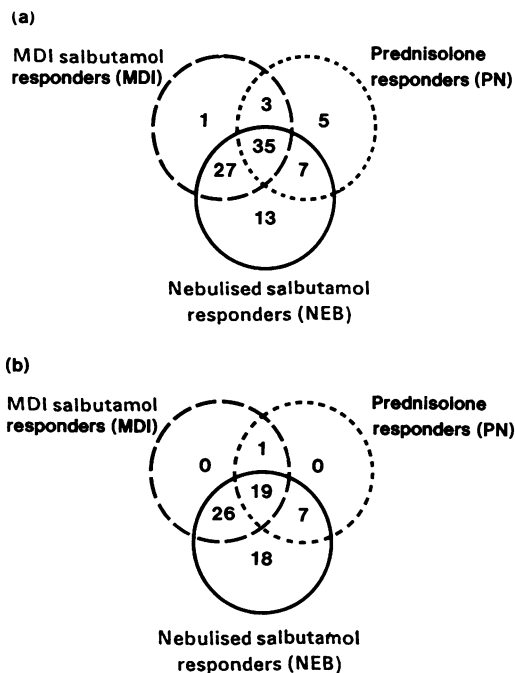 (a)
MDI salbutamol
responders (MDI)
Prednisolone
responders (PN)
1
3
5
35
27
7
13
Nebulised salbutamol
responders (NEB)
(b)
MDI salbutamol
responders (MDI)
Prednisolone
responders (PN)
0
1
0
19
26
7
18
Nebulised salbutamol
responders (NEB)